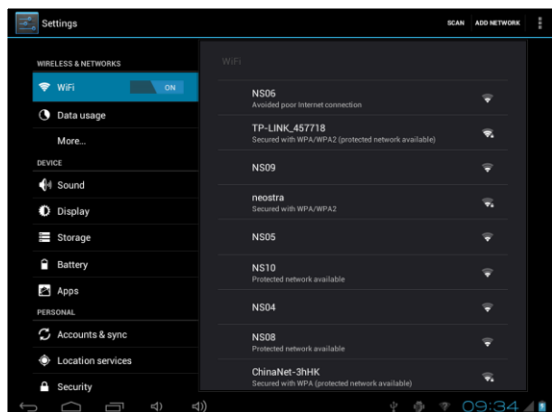 Settings
SCAN
ADD NETWORK
WIRELESS & NETWORKS
WiFi
ON
Data usage
More...
DEVICE
Sound
Display
Storage
Battery
Apps
PERSONAL
Accounts & sync
Location services
Security
WiFi
NS06
Avoided poor Internet connection
TP-LINK_457718
Secured with WPA/WPA2 (protected network available)
NS09
neostra
Secured with WPA/WPA2
NS05
NS10
Protected network available
NS04
NS08
Protected network available
ChinaNet-3hHK
Secured with WPA (protected network available)
09:34